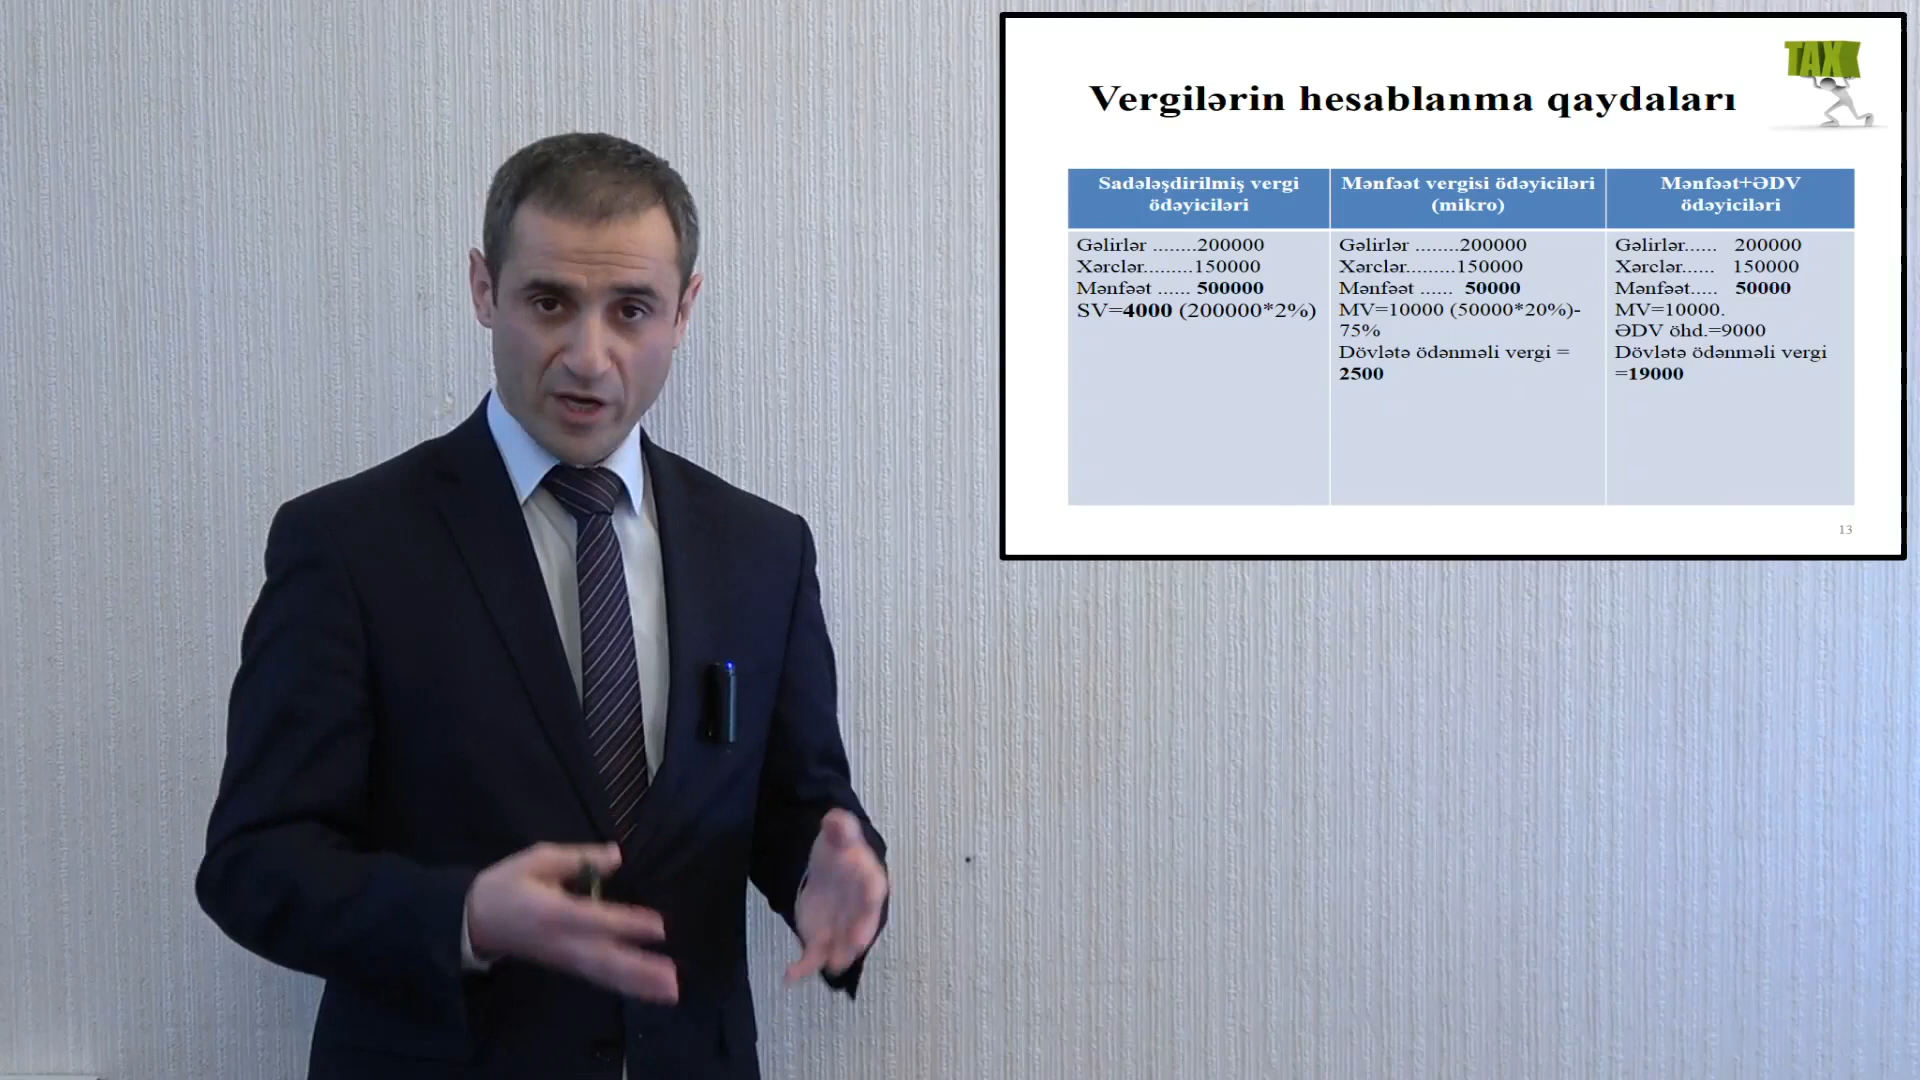 TAX
Vergilərin hesablanma qaydaları
Sadələşdirilmiş vergi
ödəyiciləri
Gəlirlər ........200000
Xərclər.........150000
Mənfəət ...... 500000
SV=4000 (200000*2%)
Mənfəət vergisi ödəyiciləri
(mikro)
Gəlirlər ........200000
Xərclər.........150000
Mənfəət ...... 50000
MV=10000 (50000*20%)-
75%
Dövlətə ödənməli vergi =
2500
Mənfəət+ƏDV
ödəyiciləri
Gəlirlər...... 200000
Xərclər...... 150000
Mənfəət..... 50000
MV=10000.
ƏDV öhd.=9000
Dövlətə ödənməli vergi
=19000
13